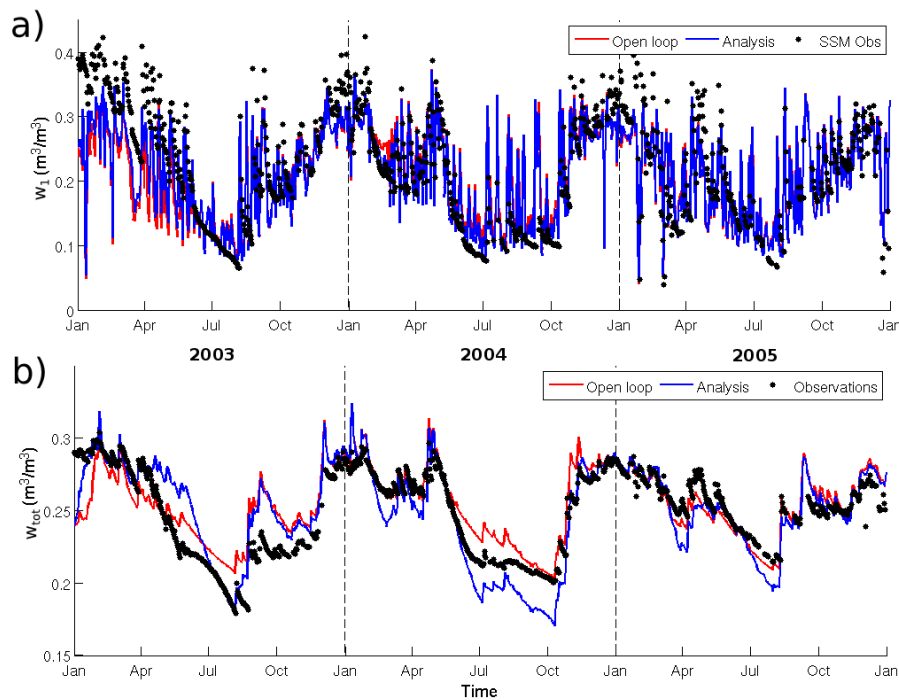 a)
Open loop Analysis SSM Obs
w1 (m3/m3)
0.4
0.3
0.2
0.1
0
Jan Apr Jul Oct Jan Apr Jul Oct Jan Apr Jul Oct Jan
2003 2004 2005
b)
Open loop Analysis Observations
wtot (m3/m3)
0.3
0.25
0.2
0.15
Jan Apr Jul Oct Jan Apr Jul Oct Jan Apr Jul Oct Jan
Time